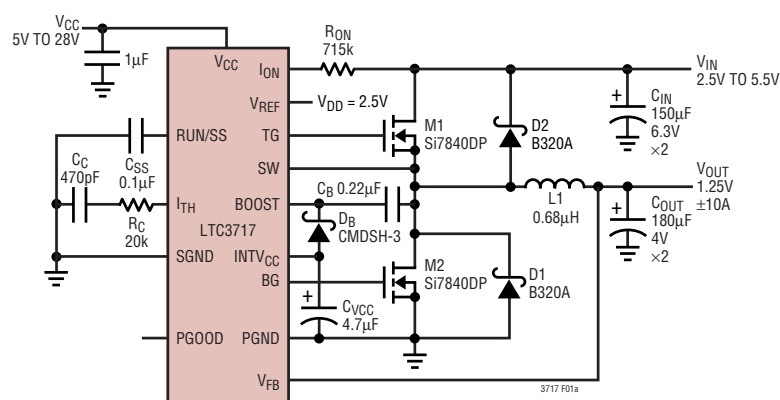 VCC
5V TO 28V
1µF
VCC
ION
RON
715k
VIN
2.5V TO 5.5V
VREF
VDD = 2.5V
CIN
150µF
6.3V
×2
RUN/SS
TG
M1
Si7840DP
D2
B320A
CSS
0.1µF
SW
CC
470pF
VOUT
1.25V
±10A
L1
0.68µH
ITH
RC
20k
BOOST
CB 0.22µF
DB
CMDSH-3
COUT
180µF
4V
×2
LTC3717
SGND
INTVCC
BG
M2
Si7840DP
D1
B320A
CVCC
4.7µF
PGOOD
PGND
VFB
3717 F01a
+
+
+